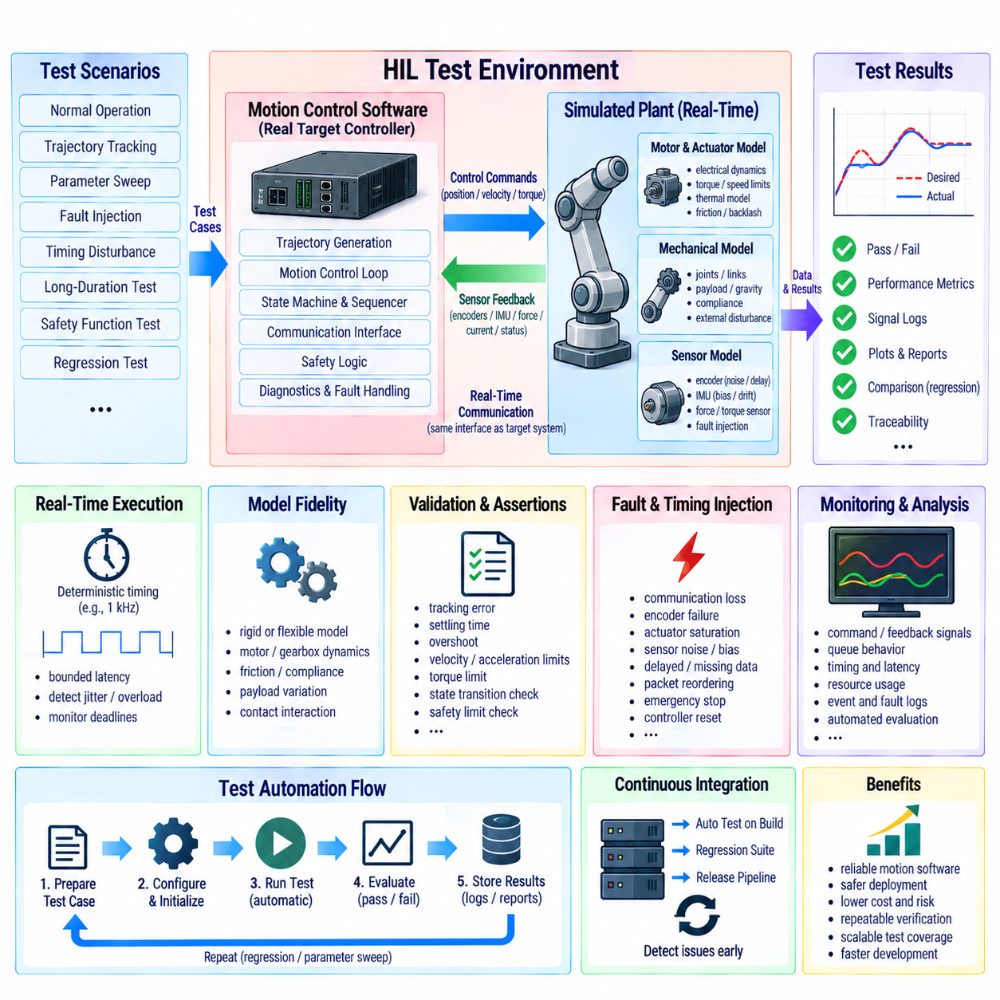 Test Scenarios
Normal Operation
Trajectory Tracking
Parameter Sweep
Fault Injection
Timing Disturbance
Long-Duration Test
Safety Function Test
Regression Test
•••
Test
Cases
HIL Test Environment
Motion Control Software
(Real Target Controller)
Trajectory Generation
Motion Control Loop
State Machine & Sequencer
Communication Interface
Safety Logic
Diagnostics & Fault Handling
Control Commands
(position / velocity / torque)
Sensor Feedback
(encoders / IMU / force /
current / status)
Real-Time
Communication
(same interface as target system)
Simulated Plant (Real-Time)
Motor & Actuator Model
• electrical dynamics
• torque / speed limits
• thermal model
• friction / backlash
Mechanical Model
• joints / links
• payload / gravity
• compliance
• external disturbance
Sensor Model
• encoder (noise / delay)
• IMU (bias / drift)
• force / torque sensor
• fault injection
Data
& Results
Test Results
Desired
Actual
Pass / Fail
Performance Metrics
Signal Logs
Plots & Reports
Comparison (regression)
Traceability
•••
Real-Time Execution
Deterministic timing
(e.g., 1 kHz)
• bounded latency
• detect jitter / overload
• monitor deadlines
Model Fidelity
• rigid or flexible model
• motor / gearbox dynamics
• friction / compliance
• payload variation
• contact interaction
Validation & Assertions
• tracking error
• settling time
• overshoot
• velocity / acceleration limits
• torque limit
• state transition check
• safety limit check
• •••
Fault & Timing Injection
• communication loss
• encoder failure
• actuator saturation
• sensor noise / bias
• delayed / missing data
• packet reordering
• emergency stop
• controller reset
• •••
Monitoring & Analysis
• command / feedback signals
• queue behavior
• timing and latency
• resource usage
• event and fault logs
• automated evaluation
• •••
Test Automation Flow
1. Prepare
Test Case
2. Configure
& Initialize
3. Run Test
(automatic)
4. Evaluate
(pass / fail)
5. Store Results
(logs / reports)
Repeat (regression / parameter sweep)
Continuous Integration
Auto Test on Build
Regression Suite
Release Pipeline
Detect issues early
Benefits
• reliable motion software
• safer deployment
• lower cost and risk
• repeatable verification
• scalable test coverage
• faster development